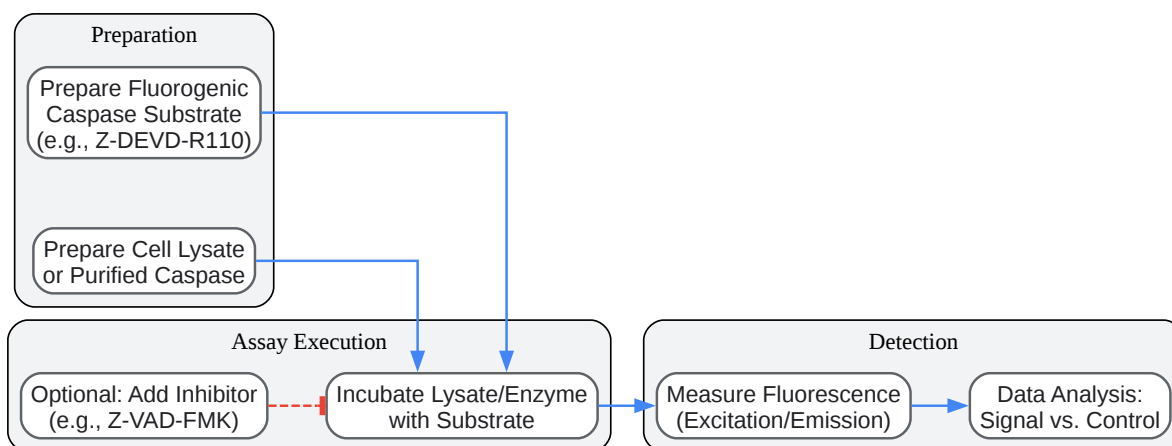 Preparation
Prepare Fluorogenic
Caspase Substrate
(e.g., Z-DEVD-R110)
Prepare Cell Lysate
or Purified Caspase
Assay Execution
Optional: Add Inhibitor
(e.g., Z-VAD-FMK)
Incubate Lysate/Enzyme
with Substrate
Detection
Measure Fluorescence
(Excitation/Emission)
Data Analysis:
Signal vs. Control